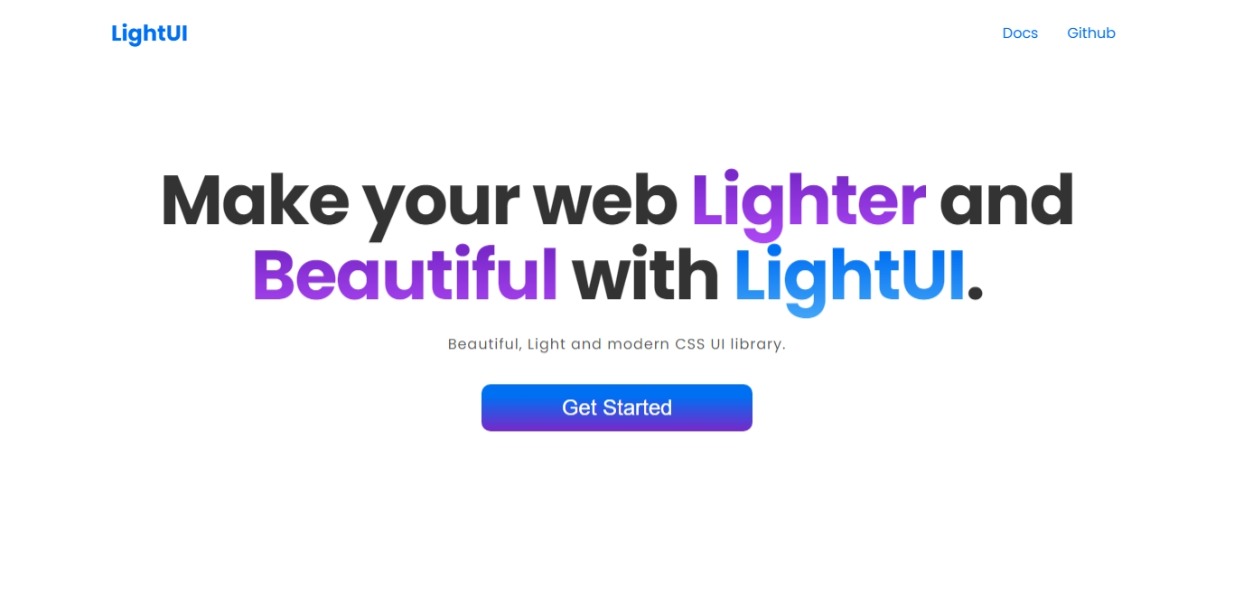 LightUI
Docs Github
Make your web Lighter and
Beautiful with LightUI.
Beautiful, Light and modern CSS UI library.
Get Started